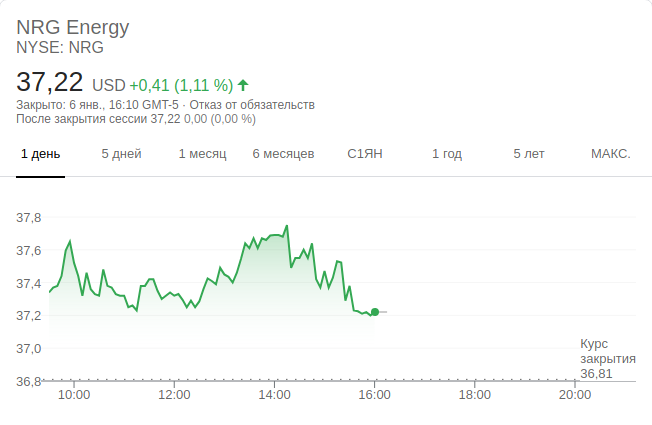 NRG Energy
NYSE: NRG
37,22 USD +0,41 (1,11 %)
Закрыто: 6 янв., 16:10 GMT-5 · Отказ от обязательств
После закрытия сессии 37,22 0,00 (0,00 %)
1 день 5 дней 1 месяц 6 месяцев С1ЯН 1 год 5 лет МАКС.
37,8
37,6
37,4
37,2
37,0
Курс
закрытия
36,81
36,8
10:00 12:00 14:00 16:00 18:00 20:00